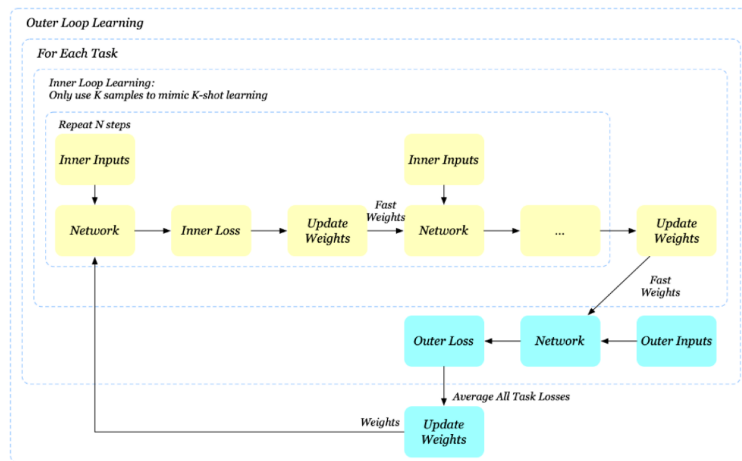 Outer Loop Learning
For Each Task
Inner Loop Learning:
Only use K samples to mimic K-shot learning
Repeat N steps
Inner Inputs
Inner Inputs
Network
Inner Loss
Update
Weights
Fast
Weights
Network
...
Update
Weights
Fast
Weights
Outer Loss
Network
Outer Inputs
Average All Task Losses
Weights
Update
Weights